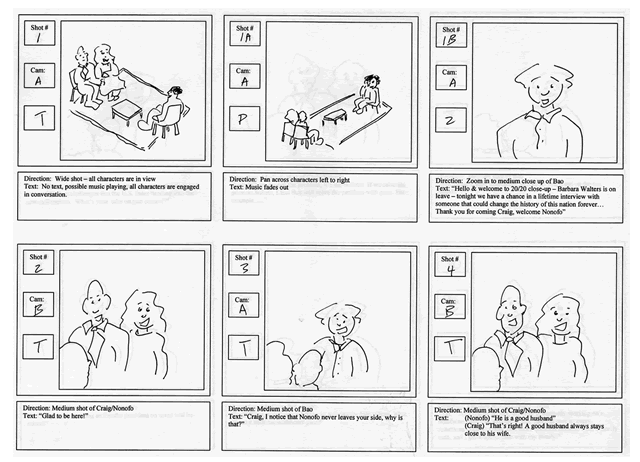 Shot #
1
Cam:
A
T
Direction: Wide shot – all characters are in view
Text: No text, possible music playing, all characters are engaged
in conversation.
Shot #
1A
Cam:
A
P
Direction: Pan across characters left to right
Text: Music fades out
Shot #
1B
Cam:
A
Z
Direction: Zoom in to medium close up of Bao
Text: “Hello & welcome to 20/20 close-up – Barbara Walters is on
leave – tonight we have a chance in a lifetime interview with
someone that could change the history of this nation forever…
Thank you for coming Craig, welcome Nonofo”
Shot #
2
Cam:
B
T
Direction: Medium shot of Craig/Nonofo
Text: “Glad to be here!”
Shot #
3
Cam:
A
T
Direction: Medium shot of Bao
Text: “Craig, I notice that Nonofo never leaves your side, why is
that?”
Shot #
4
Cam:
B
T
Direction: Medium shot of Craig/Nonofo
Text: (Nonofo) “He is a good husband”
(Craig) “That’s right! A good husband always stays
close to his wife.